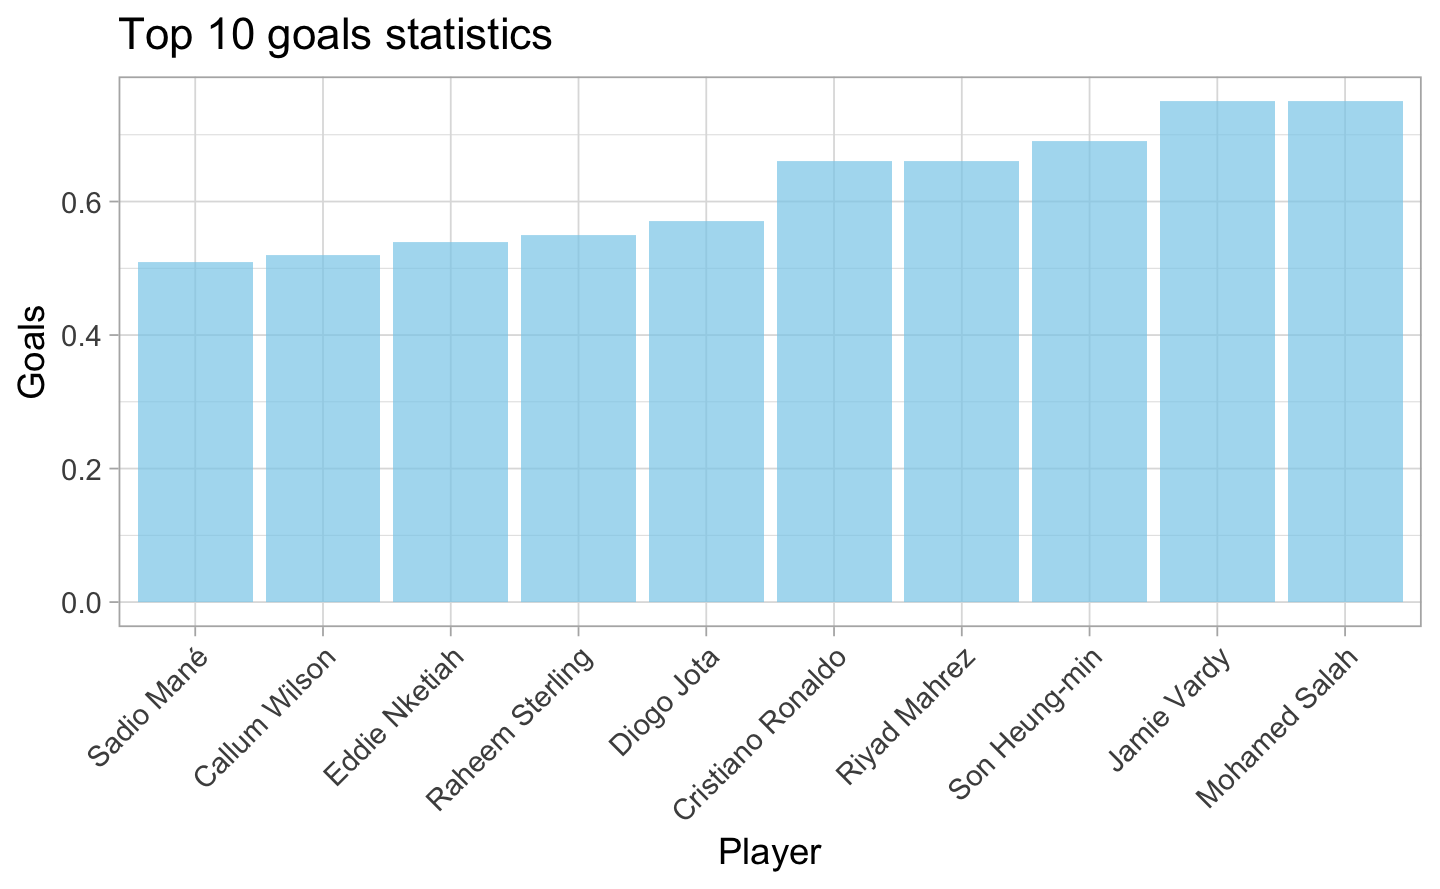 Top 10 goals statistics
Goals
0.6
0.4
0.2
0.0
Sadio Mané
Callum Wilson
Eddie Nketiah
Raheem Sterling
Diogo Jota
Cristiano Ronaldo
Riyad Mahrez
Son Heung-min
Jamie Vardy
Mohamed Salah
Player